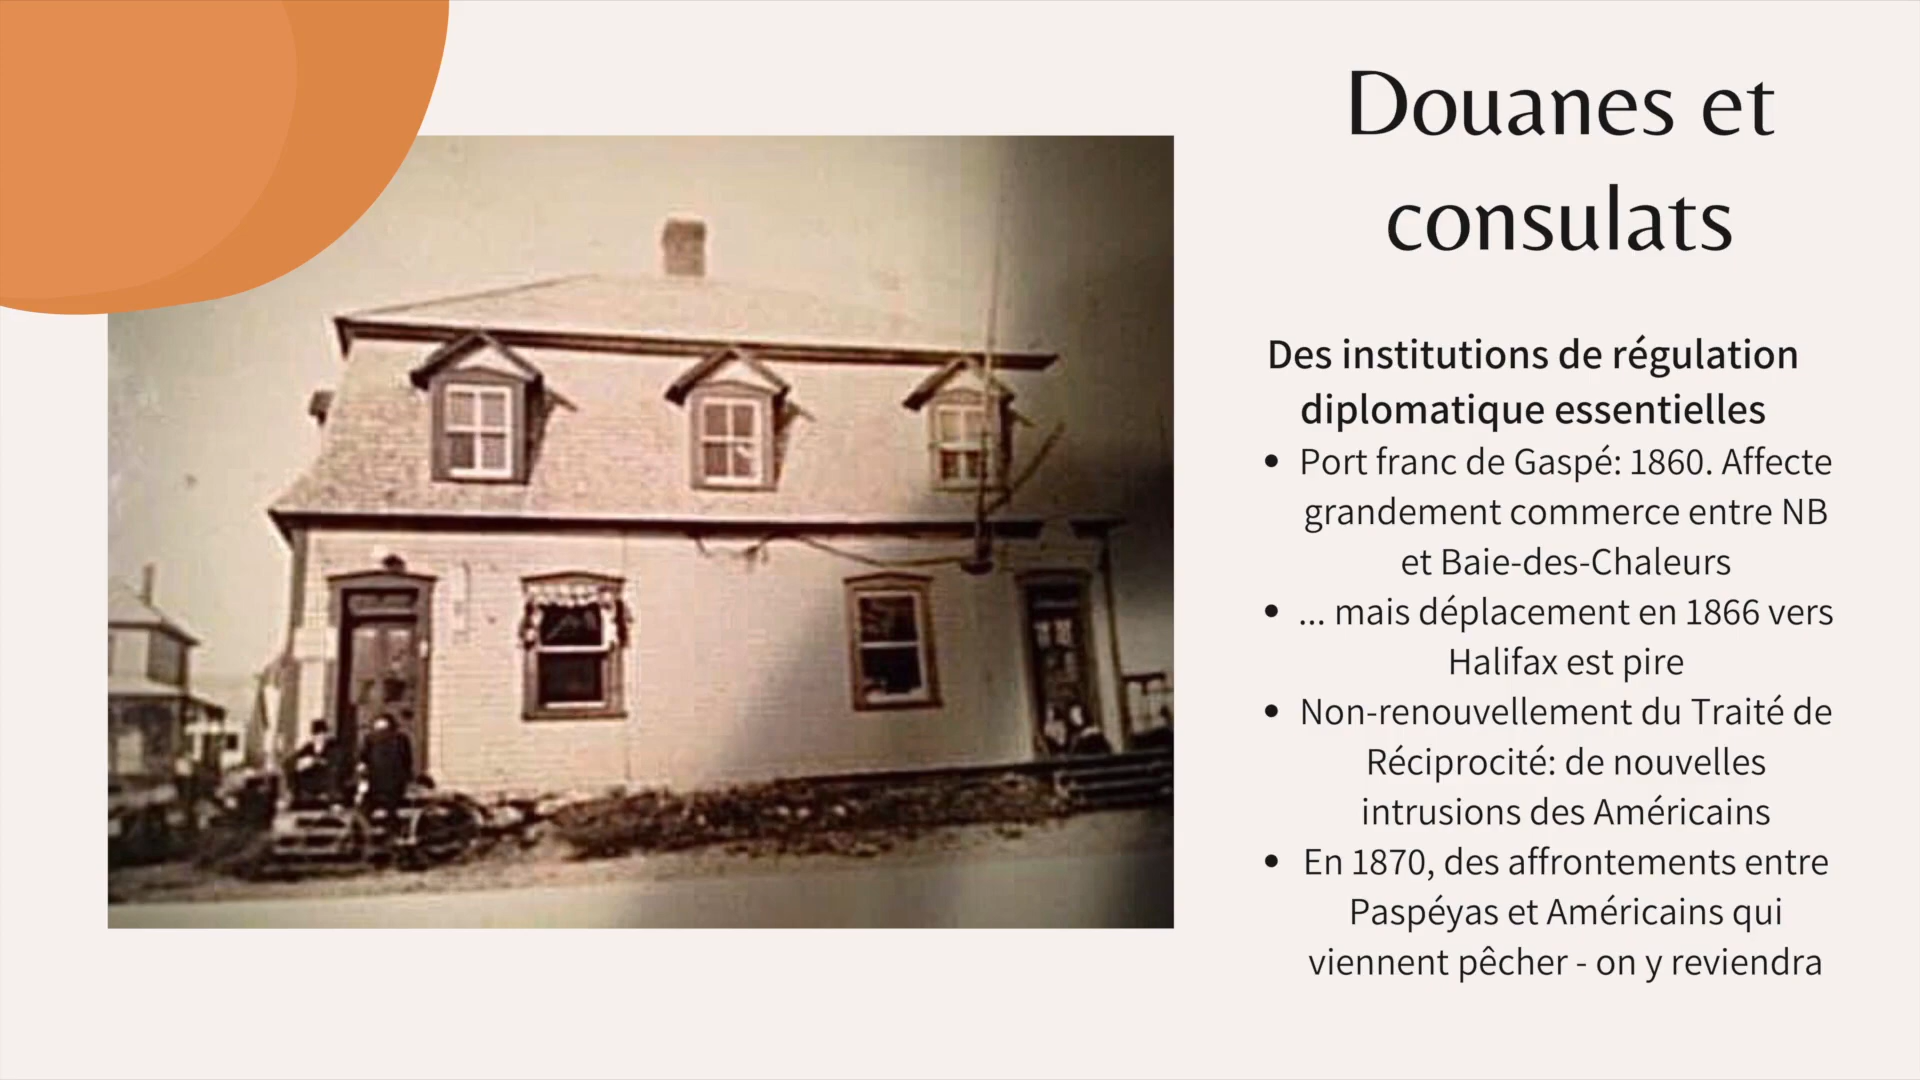 Douanes et
consulats
Des institutions de régulation
diplomatique essentielles
• Port franc de Gaspé: 1860. Affecte
grandement commerce entre NB
et Baie-des-Chaleurs
• ... mais déplacement en 1866 vers
Halifax est pire
• Non-renouvellement du Traité de
Réciprocité: de nouvelles
intrusions des Américains
• En 1870, des affrontements entre
Paspéyas et Américains qui
viennent pêcher - on y reviendra